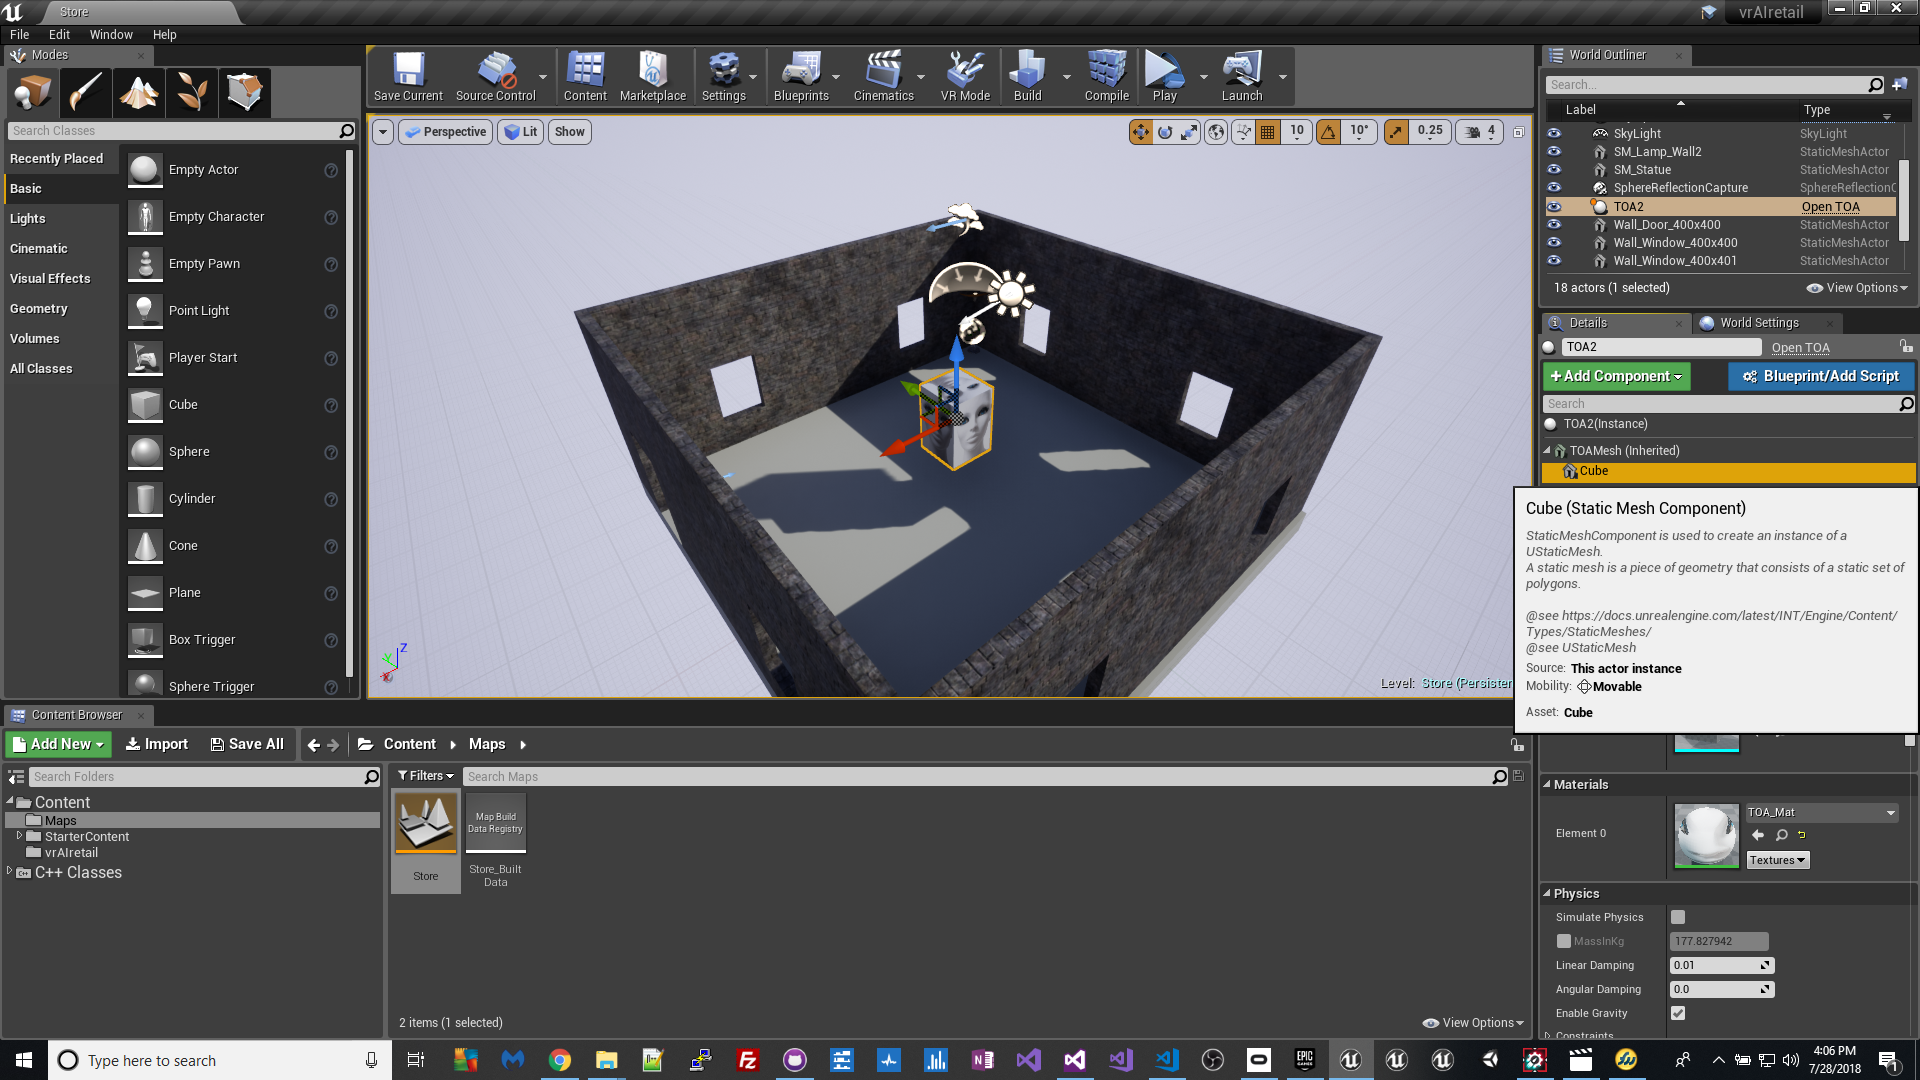 Store
vrAIretail
File Edit Window Help
Modes
Search Classes
Recently Placed
Basic
Lights
Cinematic
Visual Effects
Geometry
Volumes
All Classes
Empty Actor
Empty Character
Empty Pawn
Point Light
Player Start
Cube
Sphere
Cylinder
Cone
Plane
Box Trigger
Sphere Trigger
Save Current Source Control Content Marketplace Settings Blueprints Cinematics VR Mode Build Compile Play Launch
Perspective Lit Show
10 10° 0.25 4
Z
Y
X
Level: Store (Persisten
World Outliner
Search...
Label Type
SkyLight SkyLight
SM_Lamp_Wall2 StaticMeshActor
SM_Statue StaticMeshActor
SphereReflectionCapture SphereReflectionC
TOA2 Open TOA
Wall_Door_400x400 StaticMeshActor
Wall_Window_400x400 StaticMeshActor
Wall_Window_400x401 StaticMeshActor
18 actors (1 selected) View Options
Details World Settings
TOA2 Open TOA
+Add Component Blueprint/Add Script
Search
TOA2(Instance)
TOAMesh (Inherited)
Cube
Cube (Static Mesh Component)
StaticMeshComponent is used to create an instance of a
UStaticMesh.
A static mesh is a piece of geometry that consists of a static set of
polygons.
@see https://docs.unrealengine.com/latest/INT/Engine/Content/
Types/StaticMeshes/
@see UStaticMesh
Source: This actor instance
Mobility: Movable
Asset: Cube
Materials
Element 0 TOA_Mat
Textures
Physics
Simulate Physics
MassInKg 177.827942
Linear Damping 0.01
Angular Damping 0.0
Enable Gravity
Constraints
Content Browser
Add New Import Save All Content Maps
Search Folders
Content
Maps
StarterContent
vrAIretail
C++ Classes
Filters Search Maps
Map Build
Data Registry
Store
Store_Built
Data
2 items (1 selected) View Options
Type here to search
EPIC
GAMES
4:06 PM
7/28/2018
1